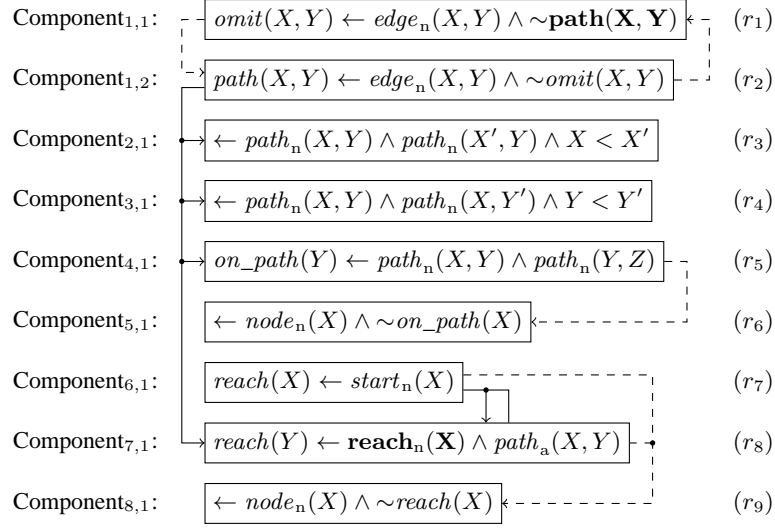 Component₁,₁: omit(X, Y) ← edgeₙ(X, Y) ∧ ∼path(X, Y) (r₁)
Component₁,₂: path(X, Y) ← edgeₙ(X, Y) ∧ ∼omit(X, Y) (r₂)
Component₂,₁: ← pathₙ(X, Y) ∧ pathₙ(X′, Y) ∧ X < X′ (r₃)
Component₃,₁: ← pathₙ(X, Y) ∧ pathₙ(X, Y′) ∧ Y < Y′ (r₄)
Component₄,₁: on_path(Y) ← pathₙ(X, Y) ∧ pathₙ(Y, Z) (r₅)
Component₅,₁: ← nodeₙ(X) ∧ ∼on_path(X) (r₆)
Component₆,₁: reach(X) ← startₙ(X) (r₇)
Component₇,₁: reach(Y) ← reachₙ(X) ∧ pathₐ(X, Y) (r₈)
Component₈,₁: ← nodeₙ(X) ∧ ∼reach(X) (r₉)